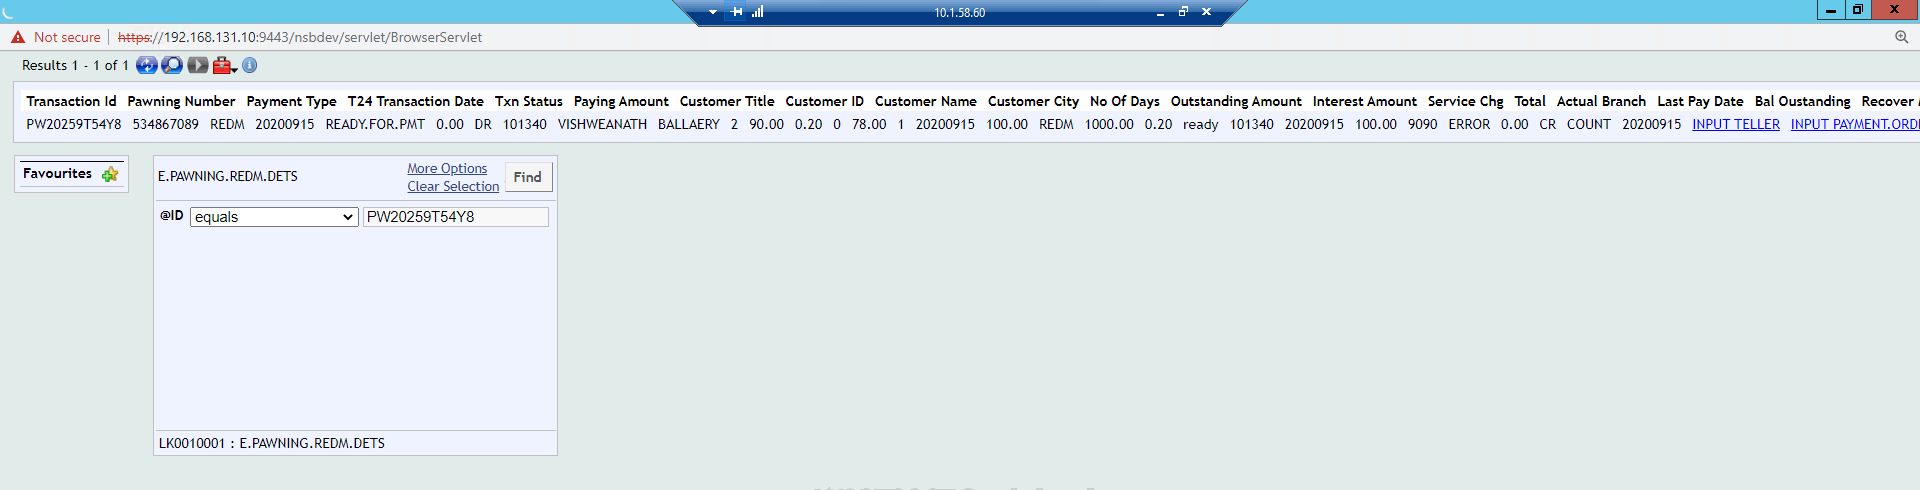 10.1.58.60
Not secure | https://192.168.131.10:9443/nsbdev/servlet/BrowserServlet
Results 1 - 1 of 1
Transaction Id Pawning Number Payment Type T24 Transaction Date Txn Status Paying Amount Customer Title Customer ID Customer Name Customer City No Of Days Outstanding Amount Interest Amount Service Chg Total Actual Branch Last Pay Date Bal Oustanding Recover
PW20259T54Y8 534867089 REDM 20200915 READY.FOR.PMT 0.00 DR 101340 VISHWEANATH BALLAERY 2 90.00 0.20 0 78.00 1 20200915 100.00 REDM 1000.00 0.20 ready 101340 20200915 100.00 9090 ERROR 0.00 CR COUNT 20200915 INPUT TELLER INPUT PAYMENT.ORD
Favourites
E.PAWNING.REDM.DETS
More Options
Clear Selection
Find
@ID equals PW20259T54Y8
LK0010001 : E.PAWNING.REDM.DETS